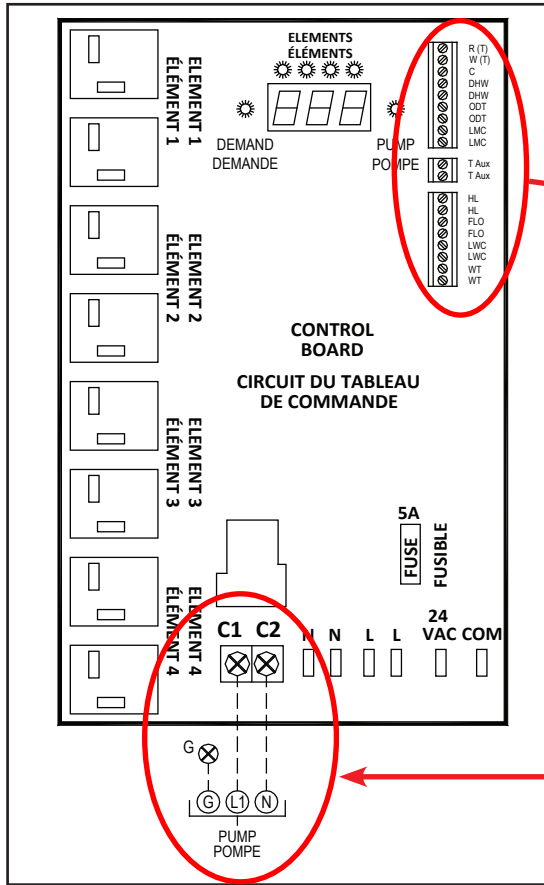 ELEMENTS
ÉLÉMENTS
DEMAND
DEMANDE
PUMP
POMPE
R (T)
W (T)
C
DHW
DHW
ODT
ODT
LMC
LMC
T Aux
T Aux
HL
HL
FLO
FLO
LWC
LWC
WT
WT
ELEMENT 1
ÉLÉMENT 1
ELEMENT 2
ÉLÉMENT 2
ELEMENT 3
ÉLÉMENT 3
ELEMENT 4
ÉLÉMENT 4
CONTROL
BOARD
CIRCUIT DU TABLEAU
DE COMMANDE
5A
FUSE
FUSIBLE
C1 C2
N N L L
24
VAC COM
G
G L1 N
PUMP
POMPE